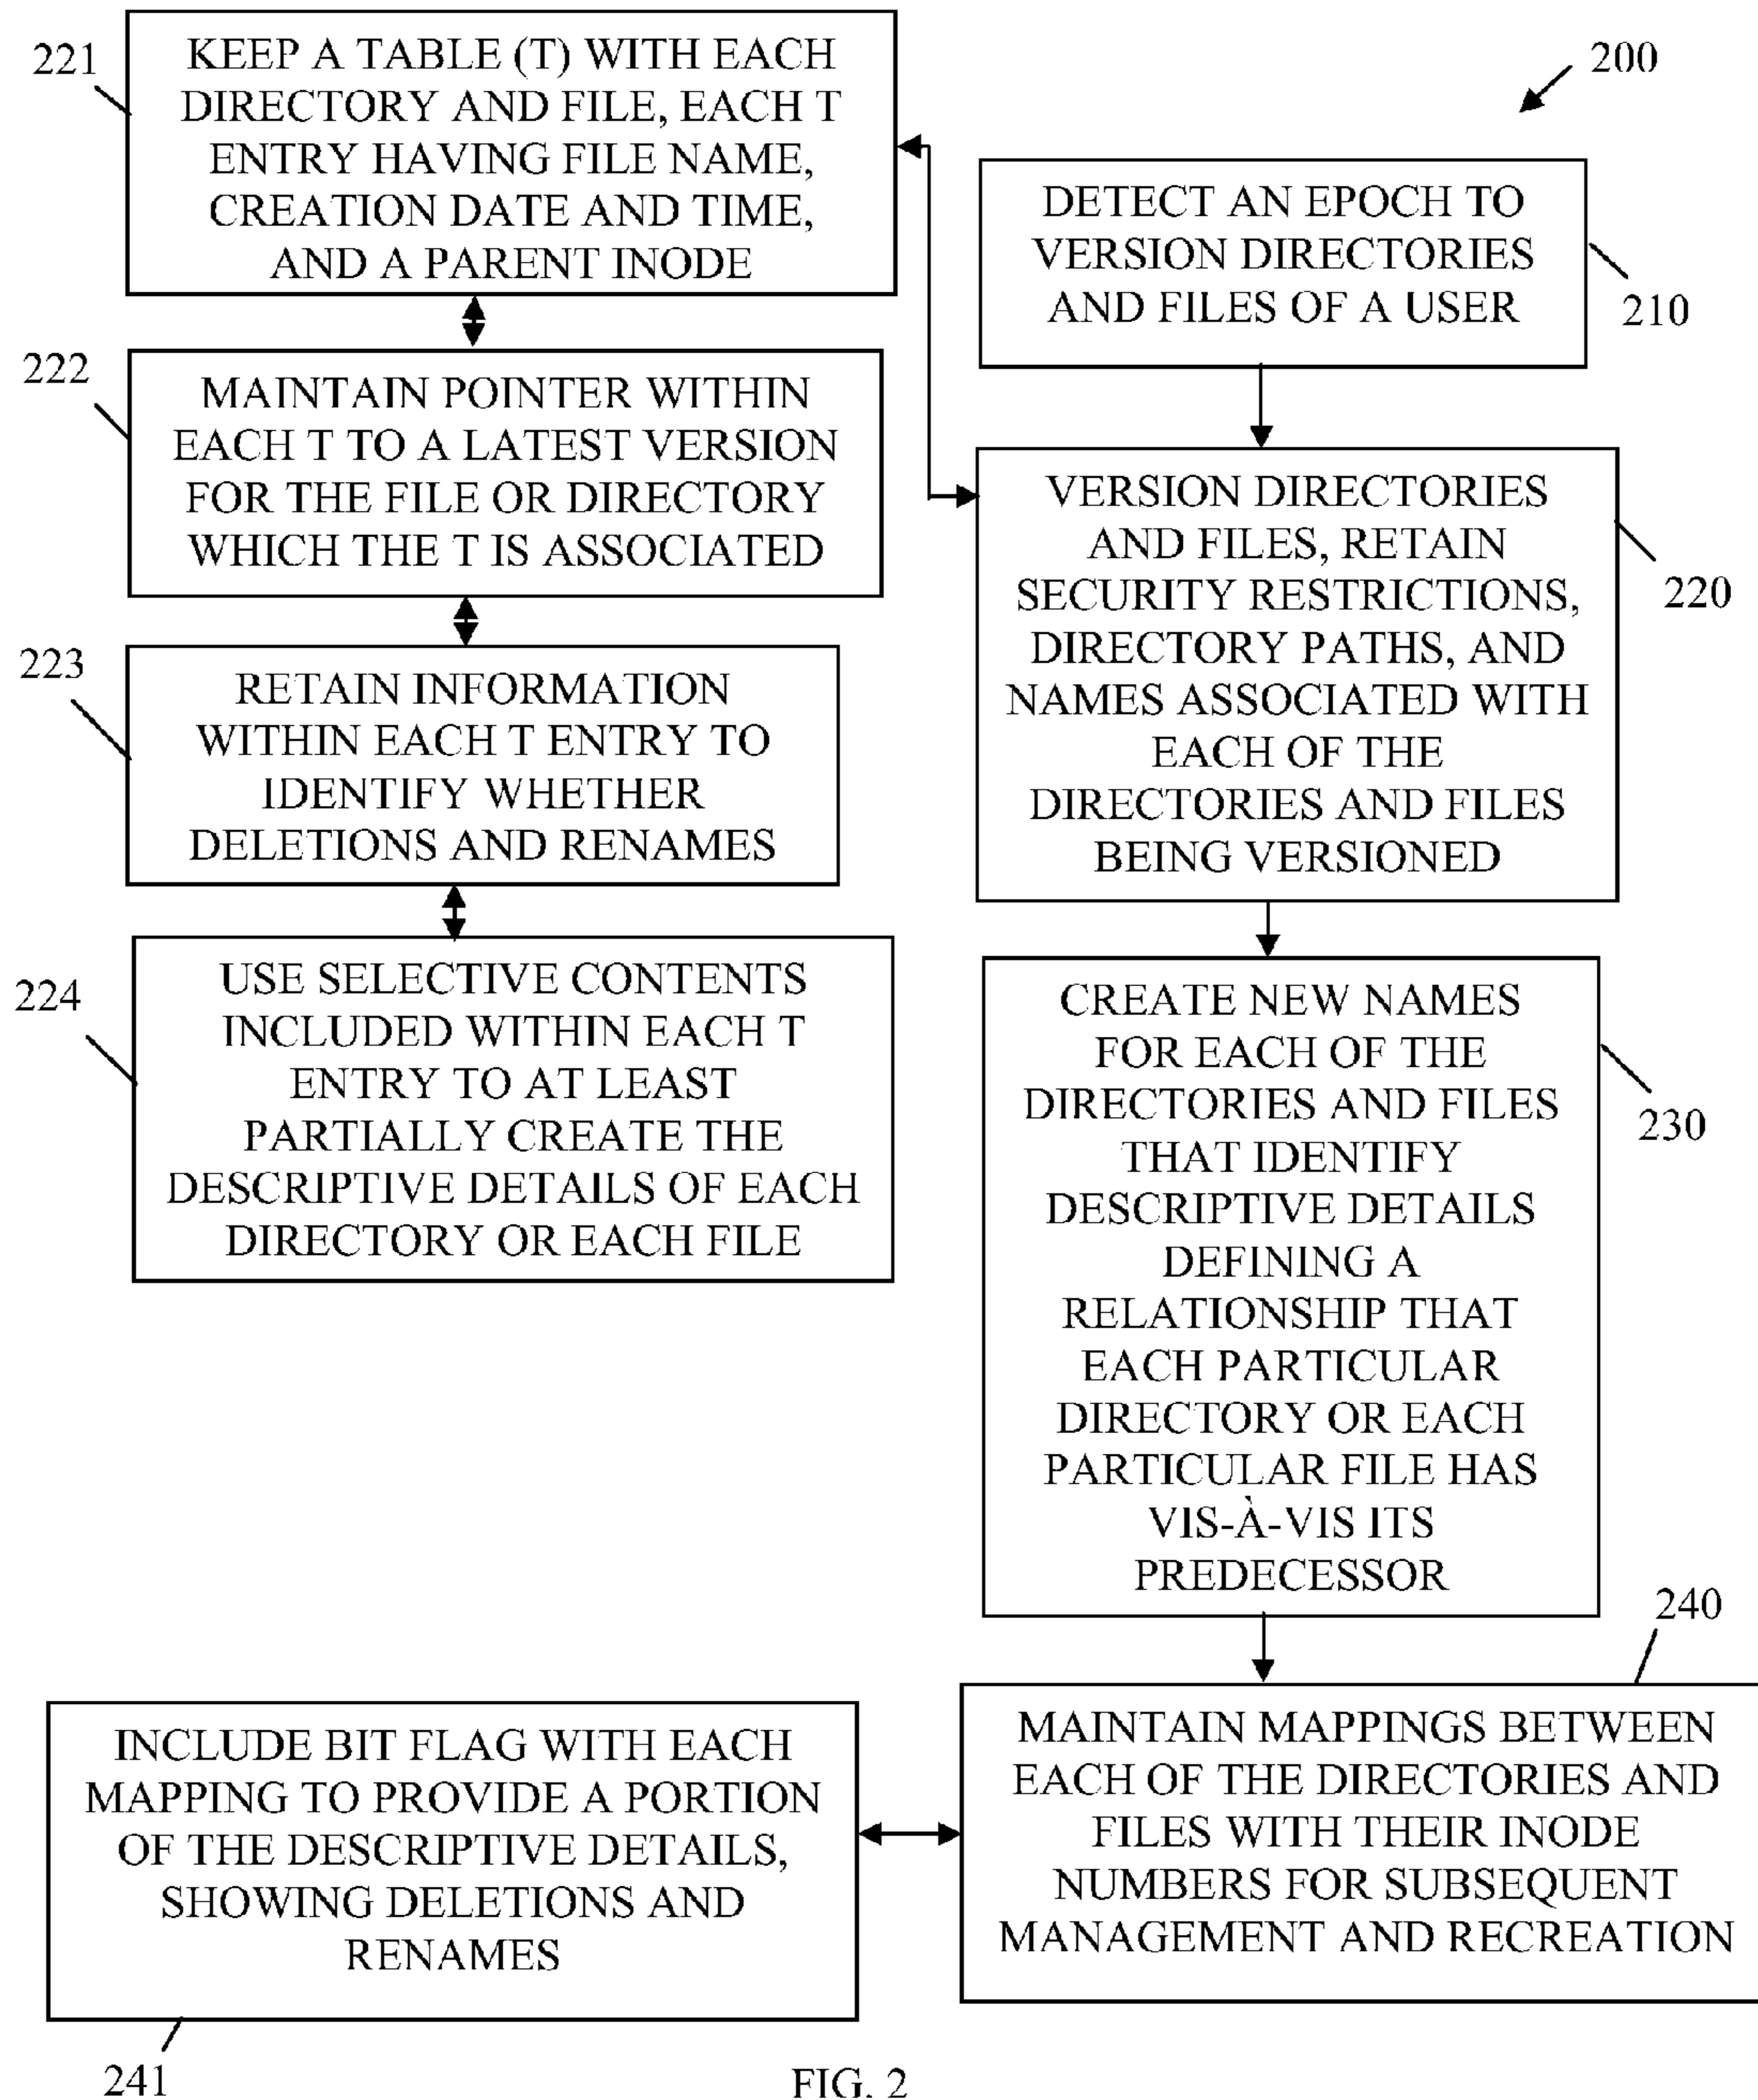 200
221
KEEP A TABLE (T) WITH EACH
DIRECTORY AND FILE, EACH T
ENTRY HAVING FILE NAME,
CREATION DATE AND TIME,
AND A PARENT INODE
DETECT AN EPOCH TO
VERSION DIRECTORIES
AND FILES OF A USER
210
222
MAINTAIN POINTER WITHIN
EACH T TO A LATEST VERSION
FOR THE FILE OR DIRECTORY
WHICH THE T IS ASSOCIATED
VERSION DIRECTORIES
AND FILES, RETAIN
SECURITY RESTRICTIONS,
DIRECTORY PATHS, AND
NAMES ASSOCIATED WITH
EACH OF THE
DIRECTORIES AND FILES
BEING VERSIONED
220
223
RETAIN INFORMATION
WITHIN EACH T ENTRY TO
IDENTIFY WHETHER
DELETIONS AND RENAMES
224
USE SELECTIVE CONTENTS
INCLUDED WITHIN EACH T
ENTRY TO AT LEAST
PARTIALLY CREATE THE
DESCRIPTIVE DETAILS OF EACH
DIRECTORY OR EACH FILE
CREATE NEW NAMES
FOR EACH OF THE
DIRECTORIES AND FILES
THAT IDENTIFY
DESCRIPTIVE DETAILS
DEFINING A
RELATIONSHIP THAT
EACH PARTICULAR
DIRECTORY OR EACH
PARTICULAR FILE HAS
VIS-À-VIS ITS
PREDECESSOR
230
240
MAINTAIN MAPPINGS BETWEEN
EACH OF THE DIRECTORIES AND
FILES WITH THEIR INODE
NUMBERS FOR SUBSEQUENT
MANAGEMENT AND RECREATION
INCLUDE BIT FLAG WITH EACH
MAPPING TO PROVIDE A PORTION
OF THE DESCRIPTIVE DETAILS,
SHOWING DELETIONS AND
RENAMES
241
FIG. 2